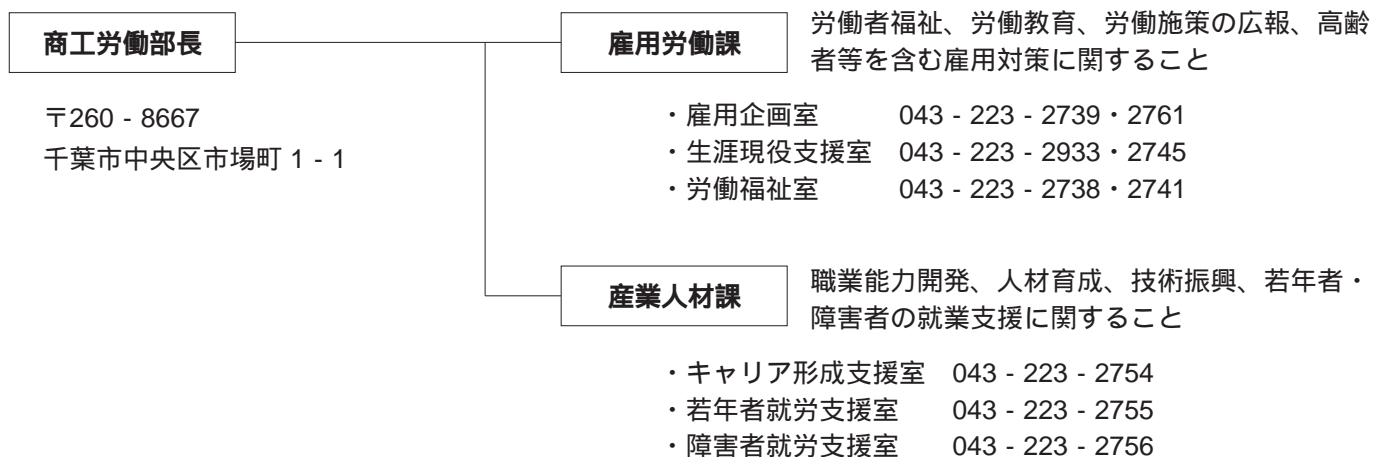 商工労働部長
〒260 - 8667
千葉市中央区市場町 1 - 1
雇用労働課
労働者福祉、労働教育、労働施策の広報、高齢
者等を含む雇用対策に関すること
・雇用企画室 043 - 223 - 2739・2761
・生涯現役支援室 043 - 223 - 2933・2745
・労働福祉室 043 - 223 - 2738・2741
産業人材課
職業能力開発、人材育成、技術振興、若年者・
障害者の就業支援に関すること
・キャリア形成支援室 043 - 223 - 2754
・若年者就労支援室 043 - 223 - 2755
・障害者就労支援室 043 - 223 - 2756